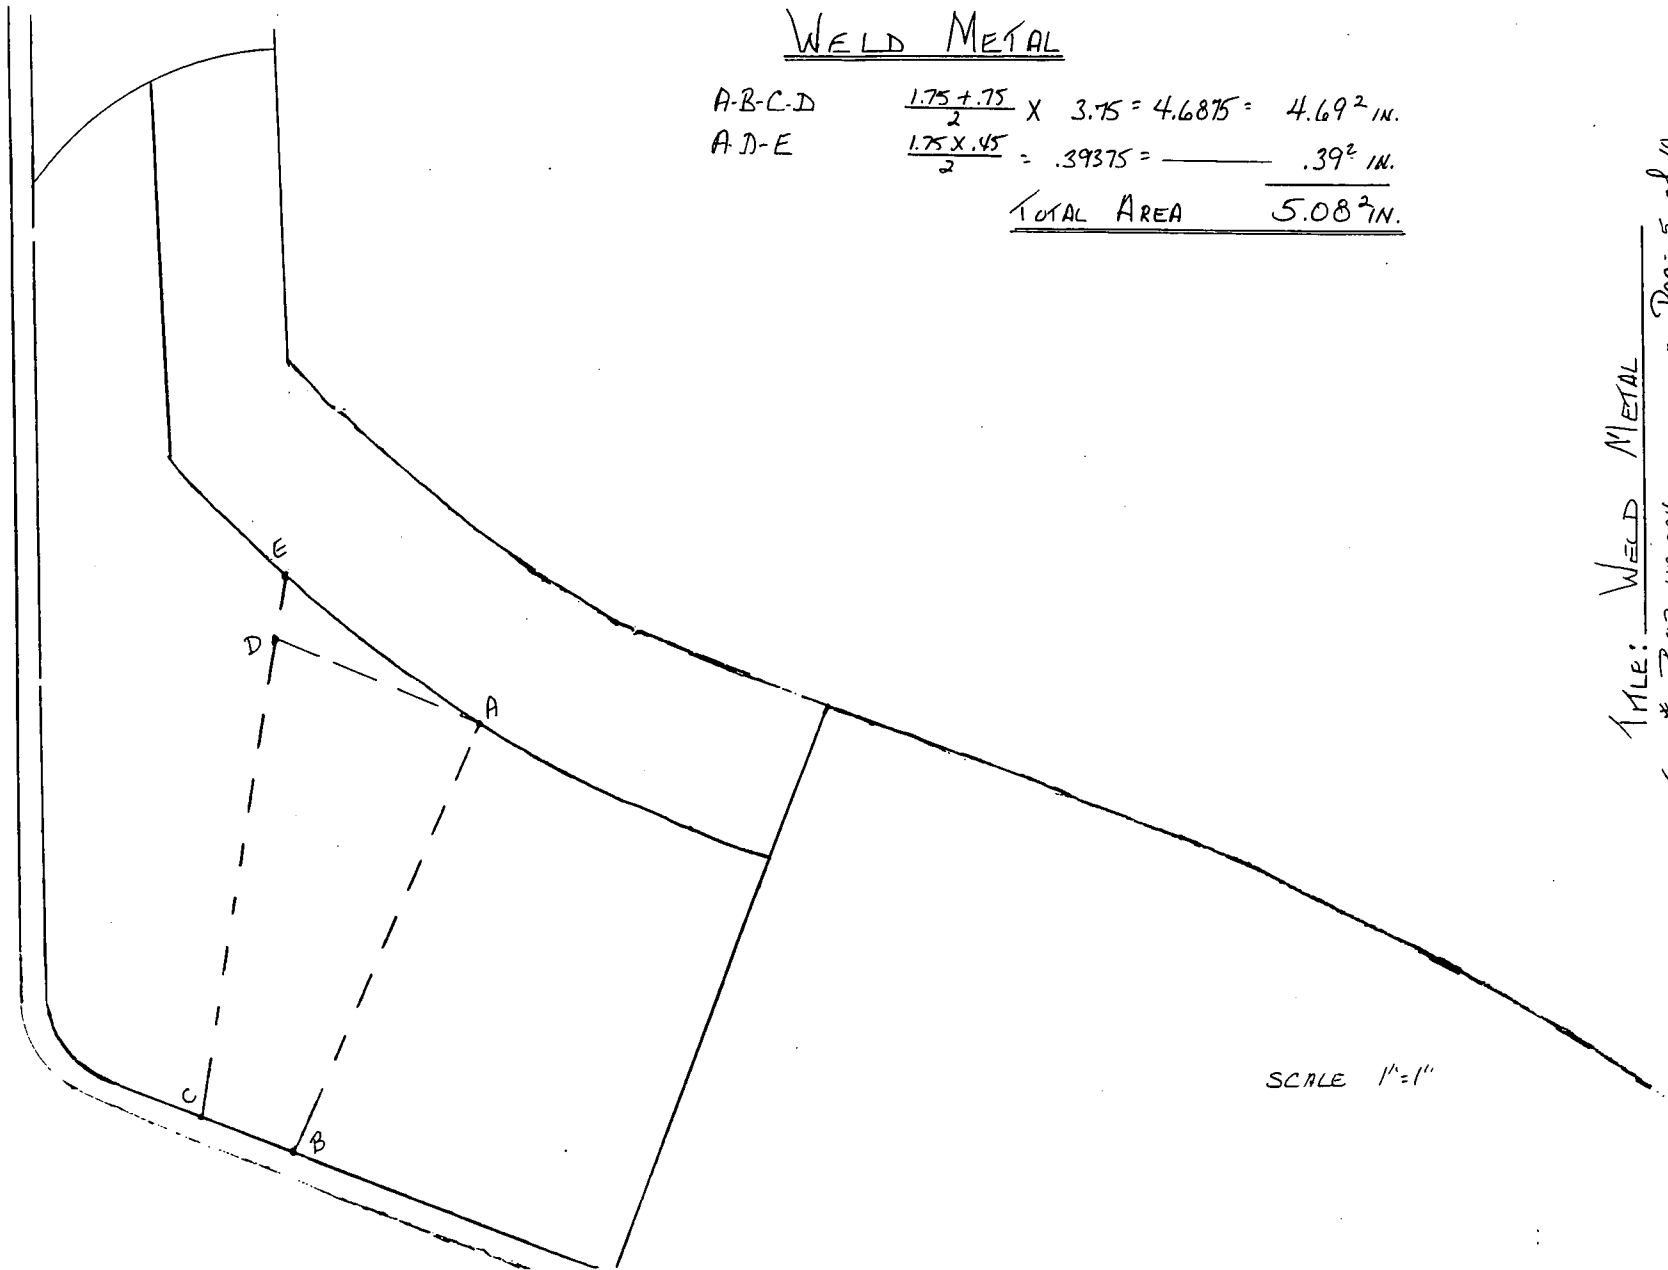 WELD METAL
A-B-C-D 1.75 + .75 / 2 X 3.75 = 4.6875 = 4.69² IN.
A-D-E 1.75 X .45 / 2 = .39375 = .39² IN.
TOTAL AREA 5.08² IN.
E
D
A
C
B
SCALE 1"=1"
TITLE: WELD METAL